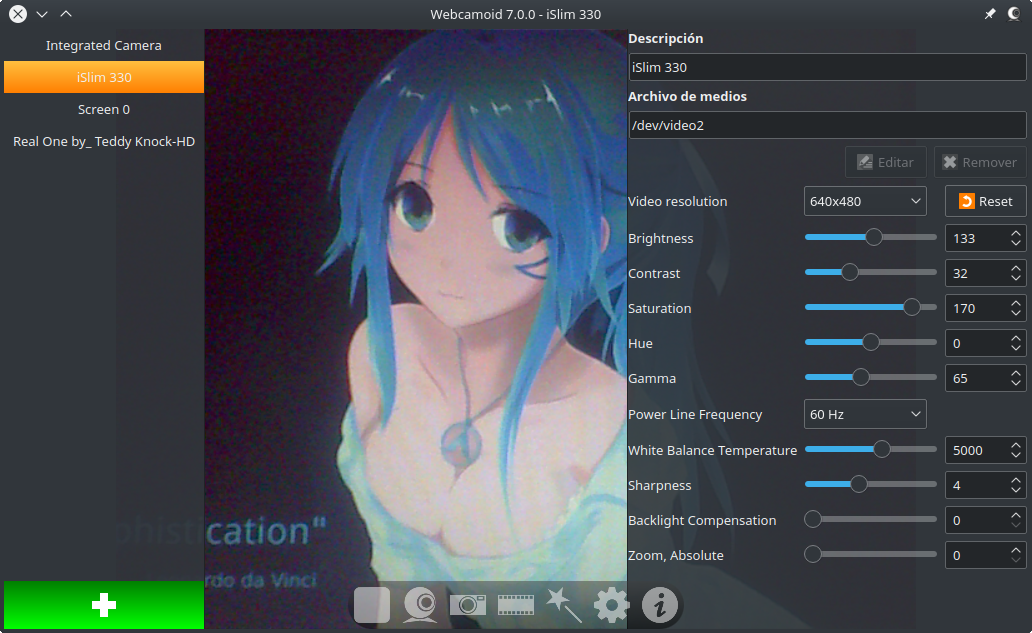 Webcamoid 7.0.0 - iSlim 330
Integrated Camera
iSlim 330
Screen 0
Real One by_ Teddy Knock-HD
phistication"
rdo da Vinci
Descripción
iSlim 330
Archivo de medios
/dev/video2
Editar Remover
Video resolution 640x480 Reset
Brightness 133
Contrast 32
Saturation 170
Hue 0
Gamma 65
Power Line Frequency 60 Hz
White Balance Temperature 5000
Sharpness 4
Backlight Compensation 0
Zoom, Absolute 0